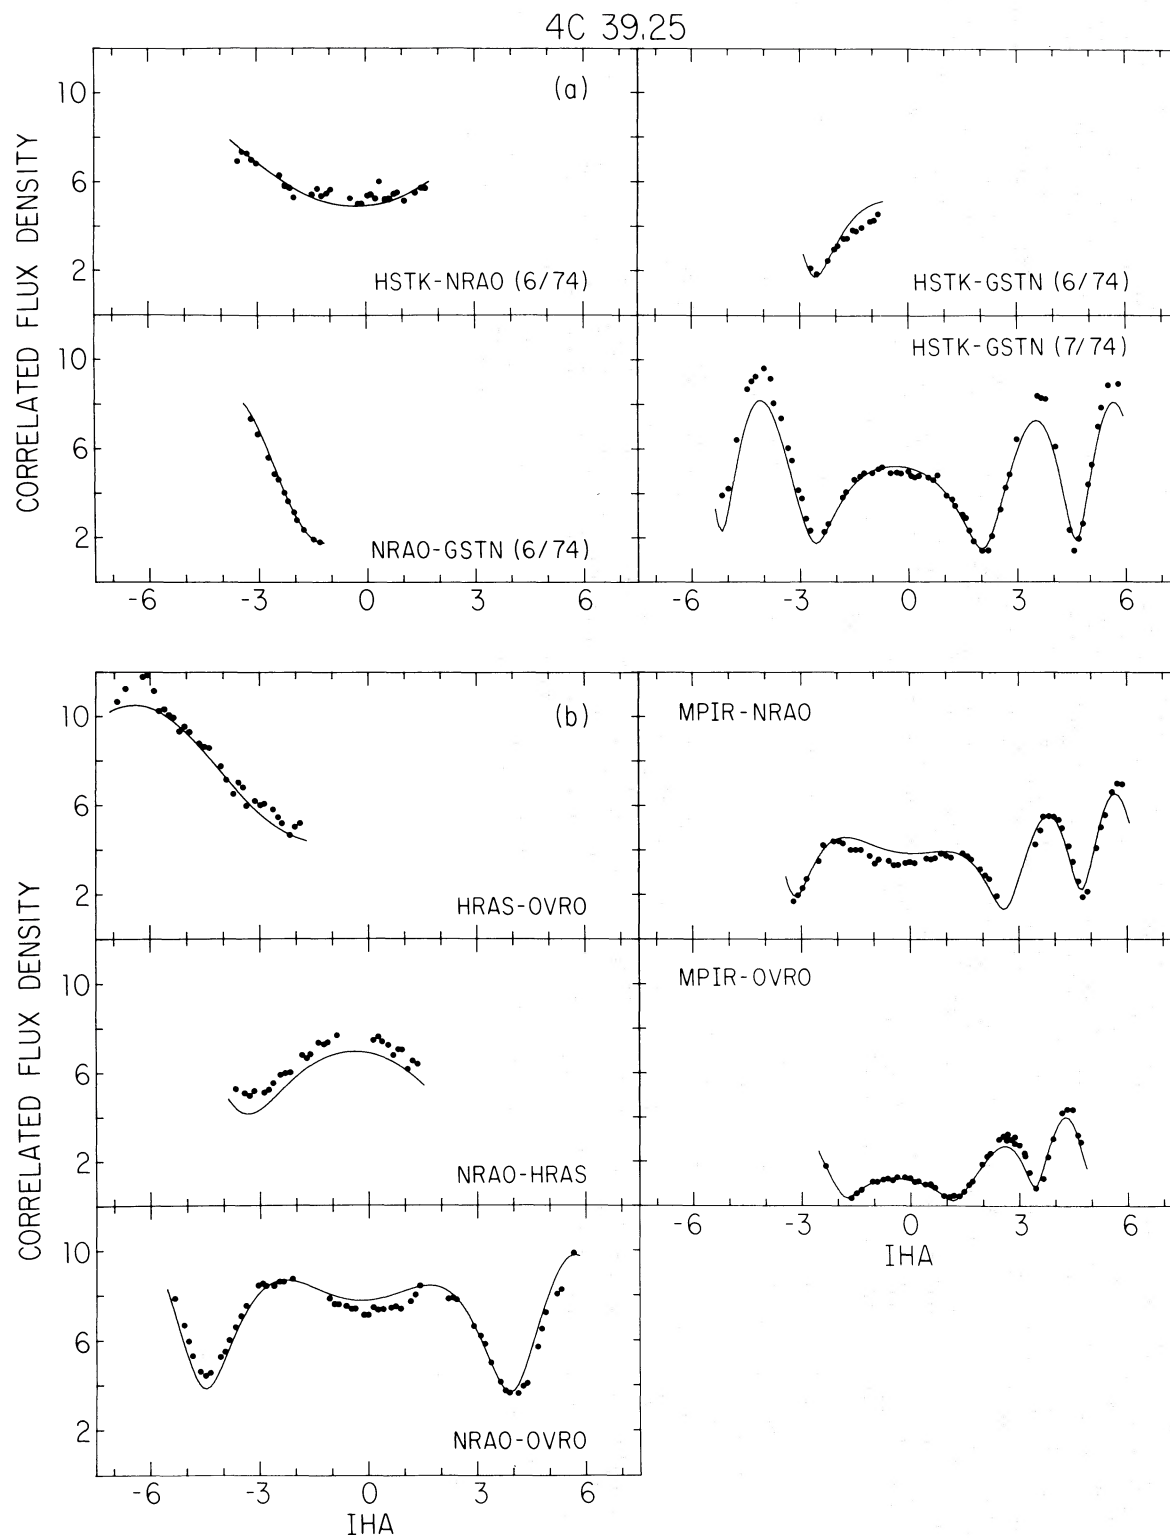 4C 39.25
(a)
10
6
2
CORRELATED FLUX DENSITY
HSTK-NRAO (6/74)
HSTK-GSTN (6/74)
10
6
2
NRAO-GSTN (6/74)
HSTK-GSTN (7/74)
-6 -3 0 3 6
-6 -3 0 3 6
(b)
10
6
2
HRAS-OVRO
MPIR-NRAO
CORRELATED FLUX DENSITY
10
6
2
NRAO-HRAS
MPIR-OVRO
-6 -3 0 3 6
IHA
10
6
2
NRAO-OVRO
-6 -3 0 3 6
IHA